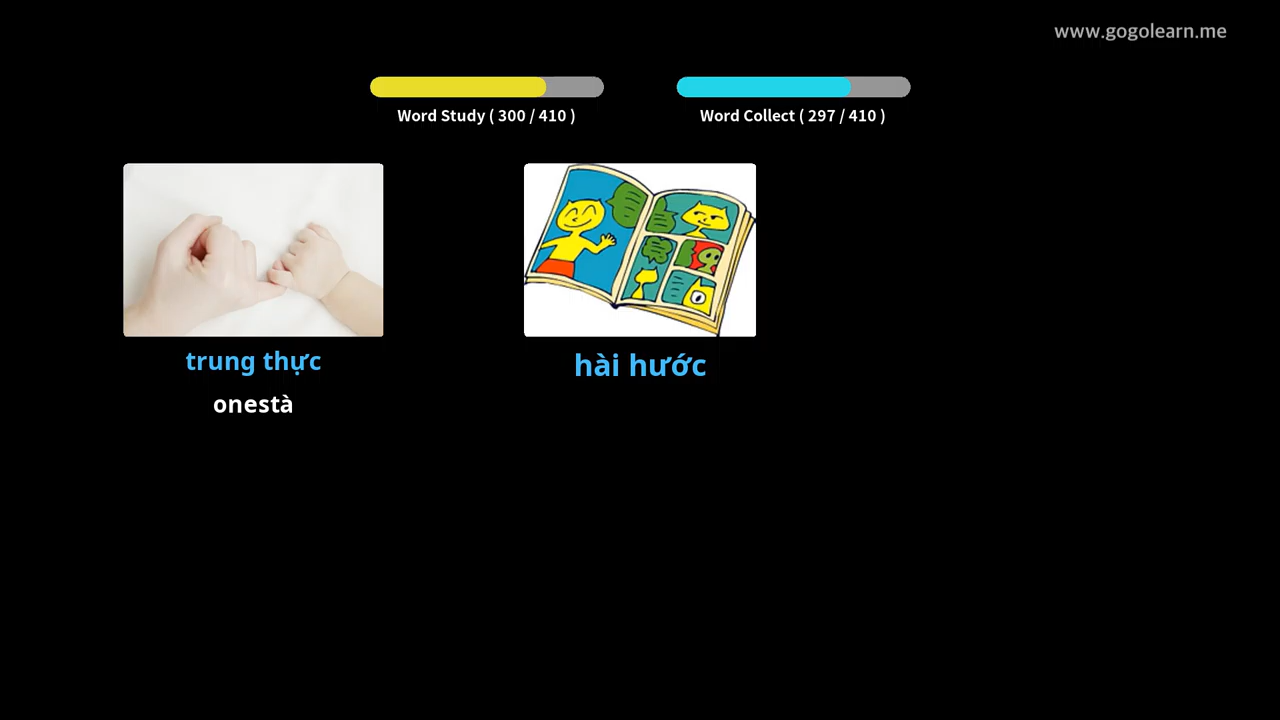 www.gogolearn.me
Word Study ( 300 / 410 )
Word Collect ( 297 / 410 )
trung thực
onestà
hài hước